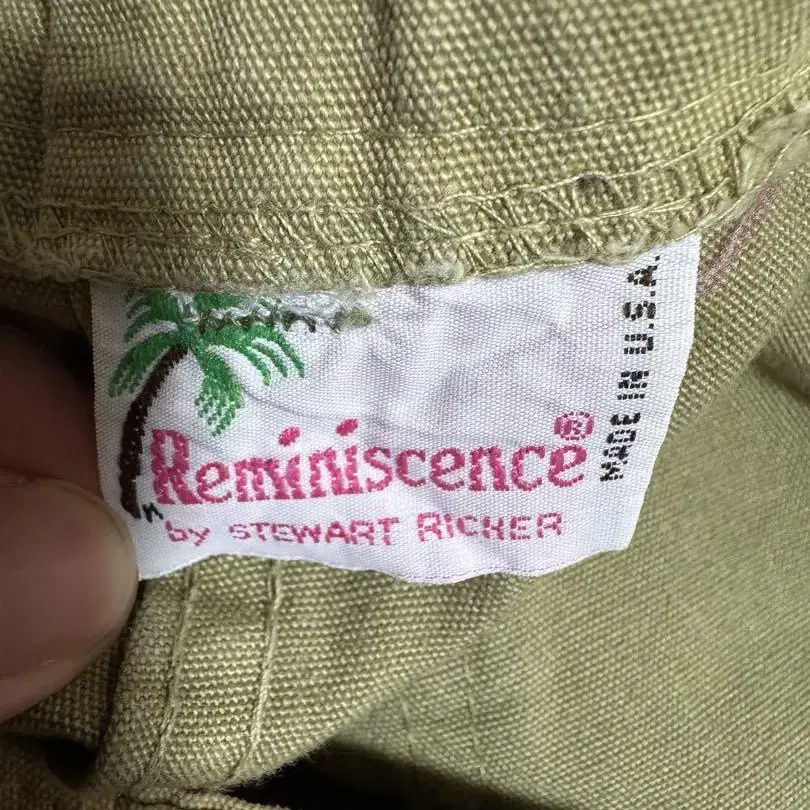 Reminiscence®
by STEWART RICHER
MADE IN U.S.A.